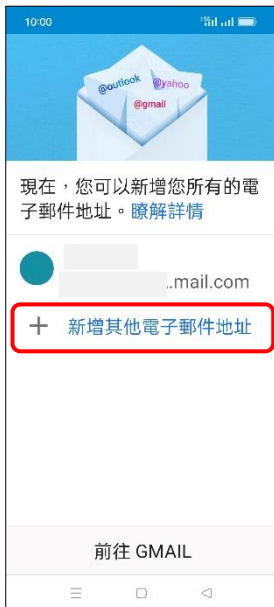 10:00
@outlook @yahoo
@gmail
現在，您可以新增您所有的電
子郵件地址。瞭解詳情
.mail.com
+ 新增其他電子郵件地址
前往 GMAIL